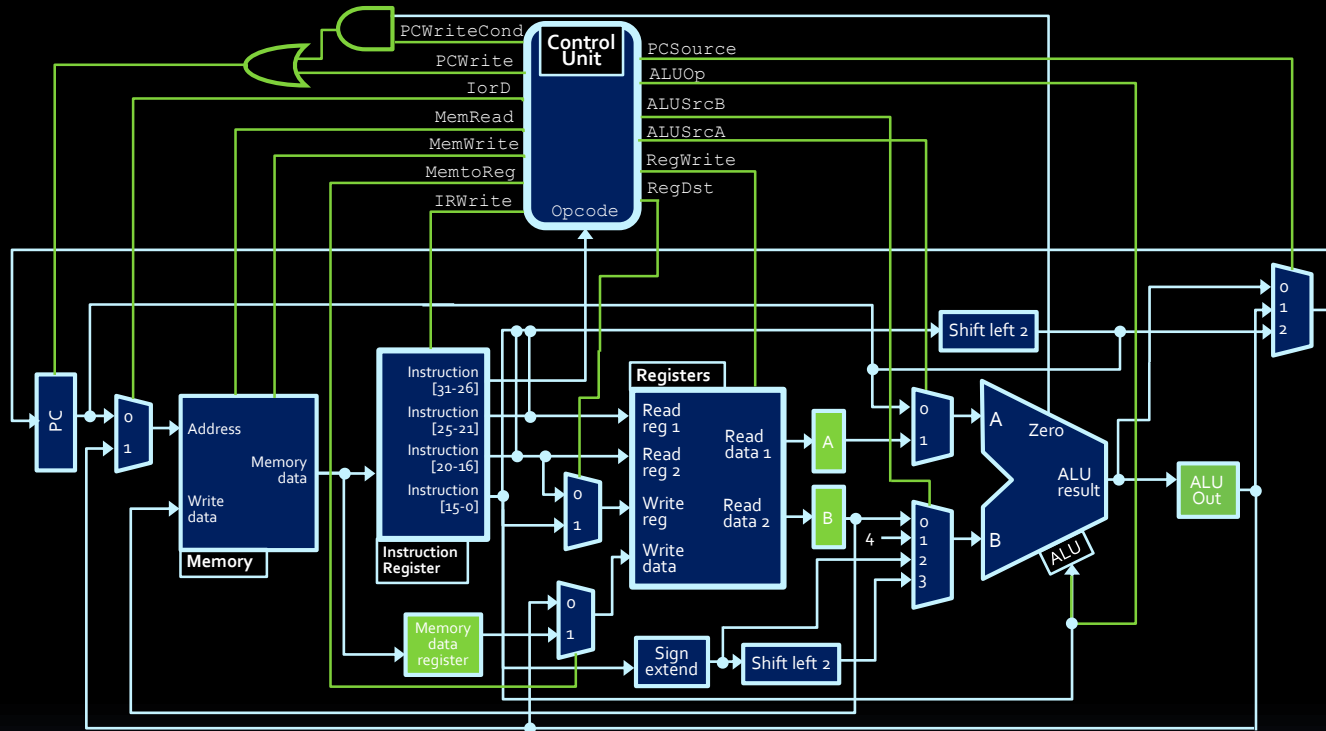 PCWriteCond
PCWrite
IorD
MemRead
MemWrite
MemtoReg
IRWrite
Control
Unit
Opcode
PCSource
ALUOp
ALUSrcB
ALUSrcA
RegWrite
RegDst
PC
0
1
Address
Memory
data
Write
data
Memory
Instruction
[31-26]
Instruction
[25-21]
Instruction
[20-16]
Instruction
[15-0]
Instruction
Register
Memory
data
register
0
1
0
1
Registers
Read
reg 1
Read
reg 2
Write
reg
Write
data
Read
data 1
Read
data 2
Sign
extend
Shift left 2
A
B
Shift left 2
0
1
4
0
1
2
3
A
B
Zero
ALU
result
ALU
ALU
Out
0
1
2